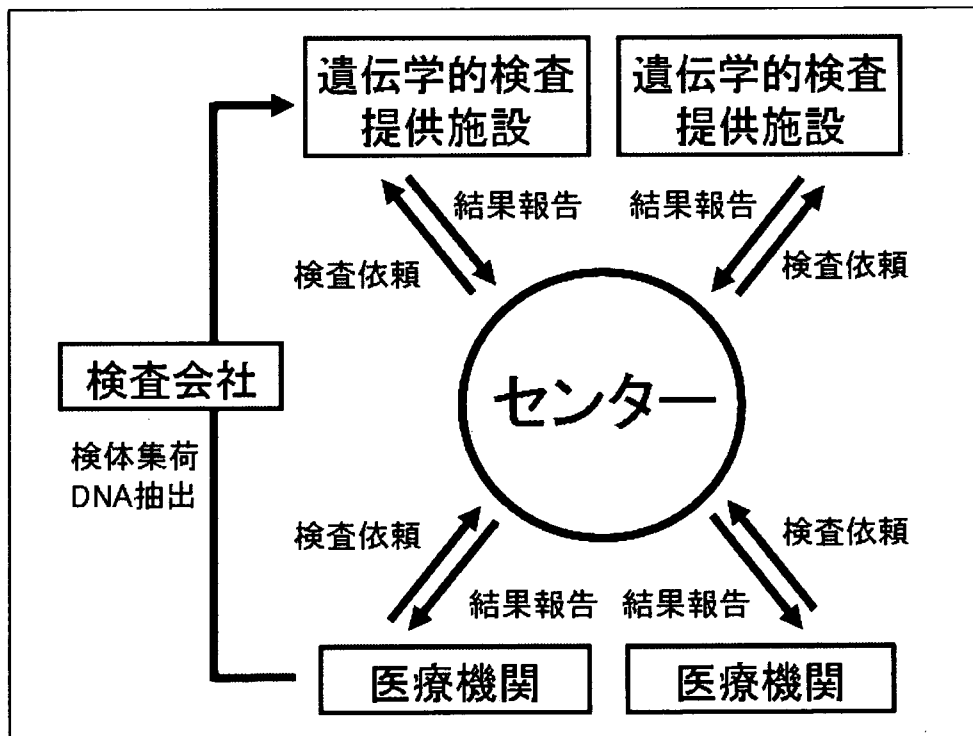 遺伝学的検査
提供施設
遺伝学的検査
提供施設
結果報告
結果報告
検査依頼
検査依頼
検査会社
センター
検体集荷
DNA抽出
検査依頼
検査依頼
結果報告
結果報告
医療機関
医療機関